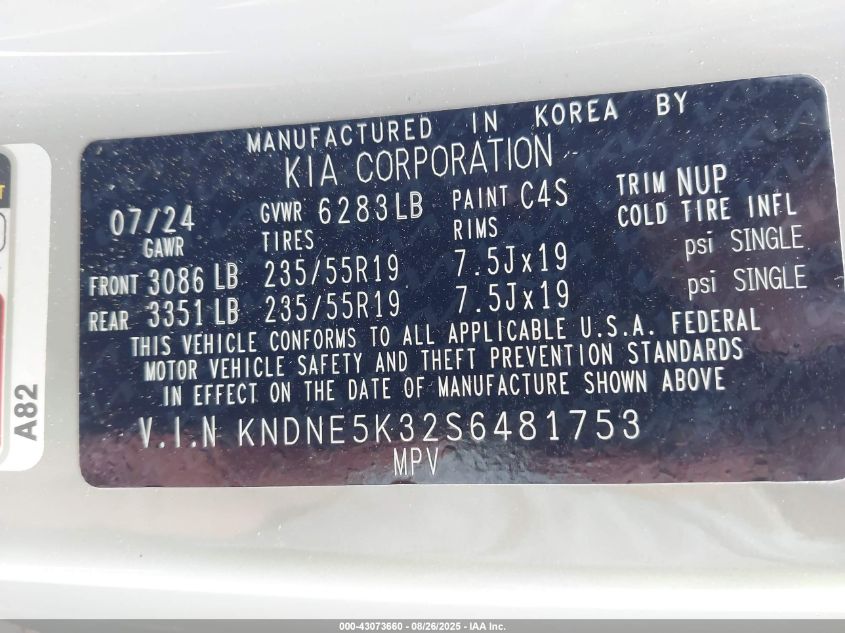 MANUFACTURED IN KOREA BY
KIA CORPORATION
07/24 GVWR 6283LB PAINT C4S TRIM NUP
GAWR TIRES RIMS COLD TIRE INFL
FRONT 3086 LB 235/55R19 7.5Jx19 psi SINGLE
REAR 3351 LB 235/55R19 7.5Jx19 psi SINGLE
THIS VEHICLE CONFORMS TO ALL APPLICABLE U.S.A. FEDERAL
MOTOR VEHICLE SAFETY AND THEFT PREVENTION STANDARDS
IN EFFECT ON THE DATE OF MANUFACTURE SHOWN ABOVE
V.I.N KNDNE5K32S6481753
MPV
A82
000-43073660 - 08/26/2025 - IAA Inc.